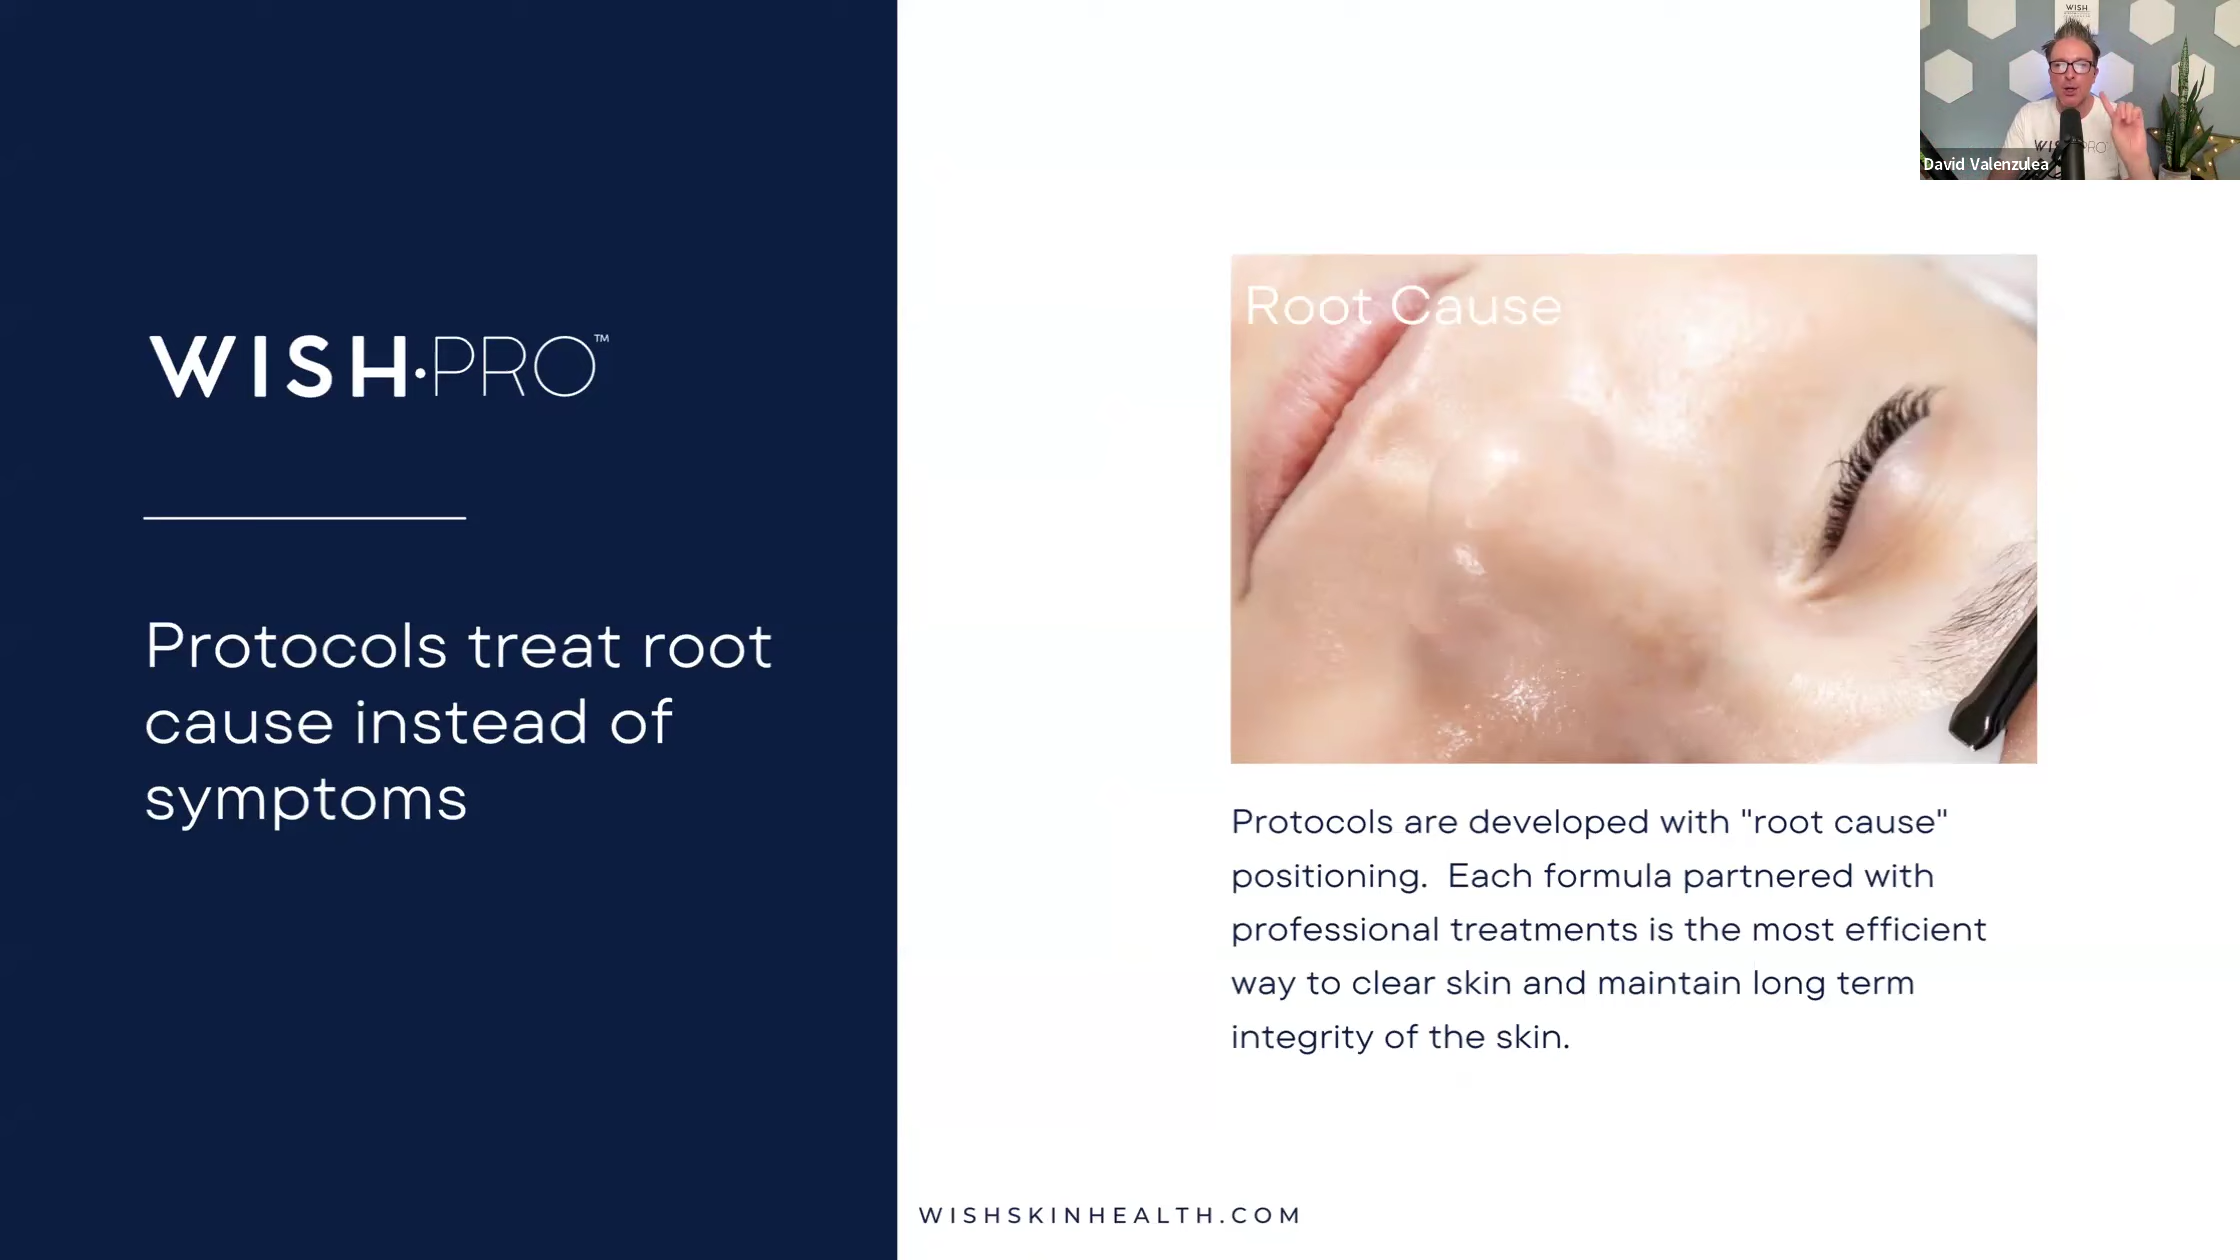 WISH
David Valenzulea
WISH·PRO™
Protocols treat root
cause instead of
symptoms
Root Cause
Protocols are developed with "root cause"
positioning.  Each formula partnered with
professional treatments is the most efficient
way to clear skin and maintain long term
integrity of the skin.
WISHSKINHEALTH.COM